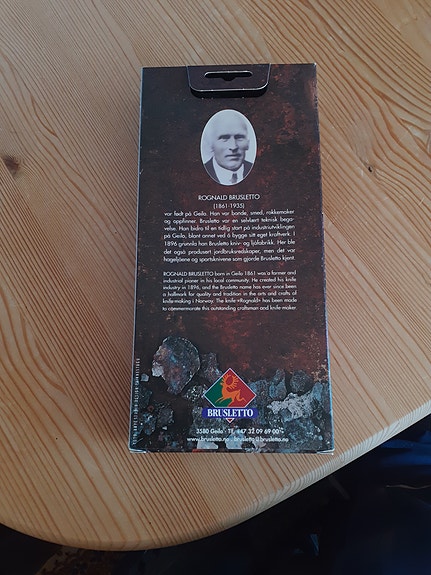 ROGNALD BRUSLETTO
(1861-1935)
var født på Geilo. Han var bonde, smed, rokkemaker
og oppfinner. Brusletto var en selvlært teknisk bega-
velse. Han bidro til en tidlig start på industriutviklingen
på Geilo, blant annet ved å bygge sitt eget kraftverk. I
1896 grunnla han Brusletto kniv- og ljåfabrikk. Her ble
det også produsert jordbruksredskaper, men det var
hageljåene og sportsknivene som gjorde Brusletto kjent.
ROGNALD BRUSLETTO born in Geilo 1861 was a farmer and
industrial pioner in his local community. He created his knife
industry in 1896, and the Brusletto name has ever since been
a hallmark for quality and tradition in the arts and crafts of
knife-making i Norway. The knife «Rognald» has been made
to commemorate this outstanding craftsman and knife maker.
BRUSLETTO
3580 Geilo - Tlf. +47 32 09 69 00
www.brusletto.no - brusletto@brusletto.no